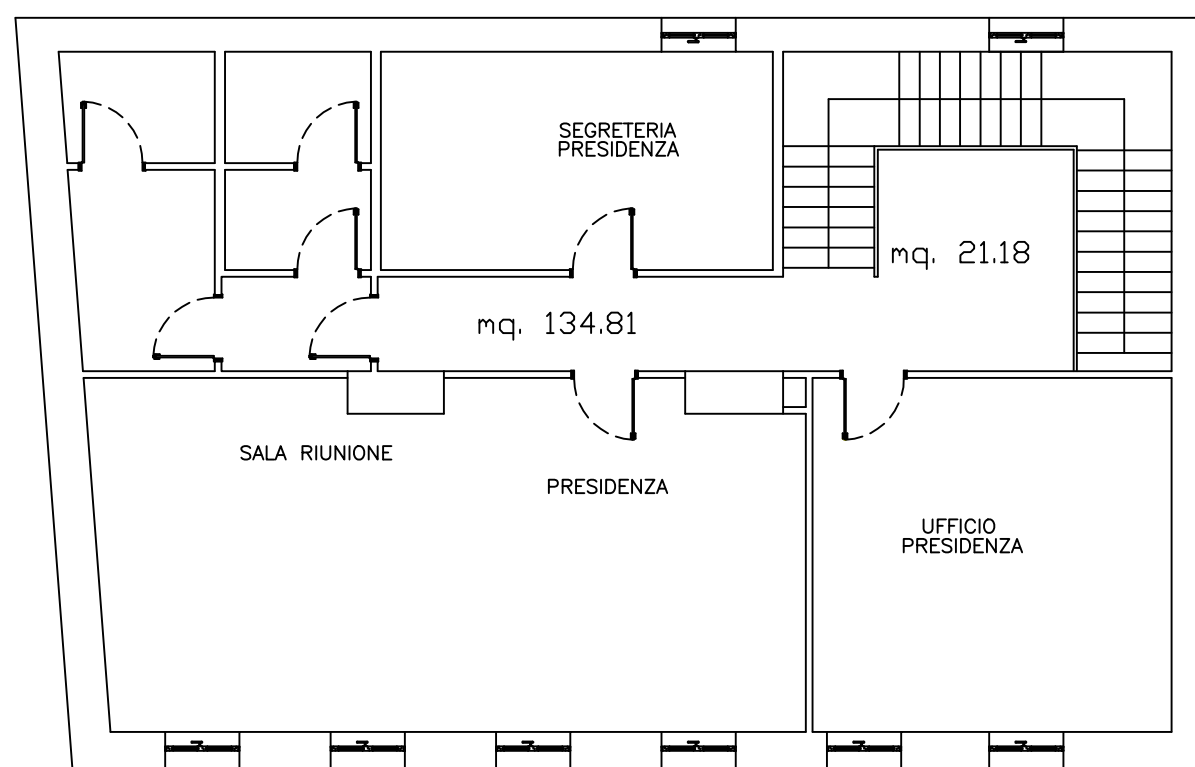 SEGRETERIA
PRESIDENZA
mq. 21.18
mq. 134.81
SALA RIUNIONE
PRESIDENZA
UFFICIO
PRESIDENZA